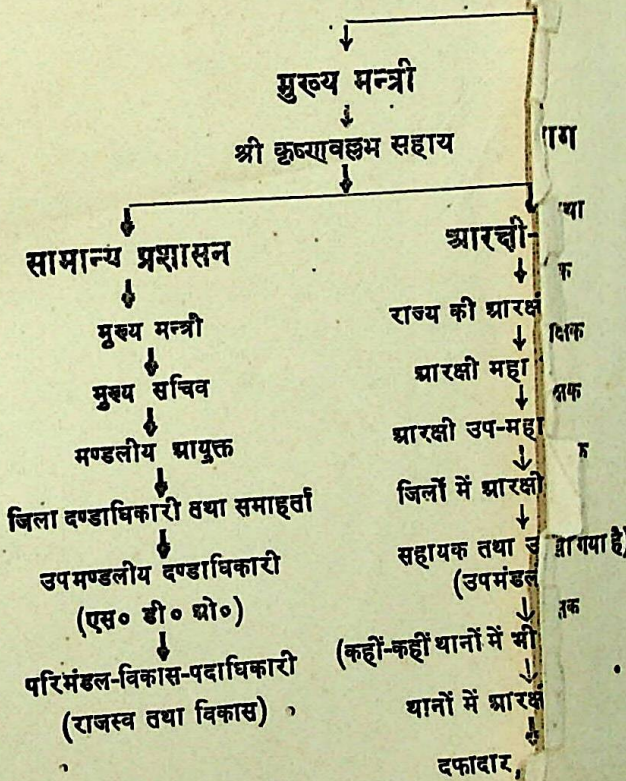 मुख्य मन्त्री
श्री कृष्णवल्लभ सहाय
सामान्य प्रशासन
मुख्य मन्त्री
मुख्य सचिव
मण्डलीय आयुक्त
जिला दण्डाधिकारी तथा समाहर्ता
उपमण्डलीय दण्डाधिकारी
(एस० डी० ओ०)
परिमंडल-विकास-पदाधिकारी
(राजस्व तथा विकास)
आरक्षी-
राज्य की आरक्ष
आरक्षी महा
आरक्षी उप-महा
जिलों में आरक्षी
सहायक तथा उ
(उपमंडल
(कहीं-कहीं थानों में भी
थानों में आरक्ष
दफादार,